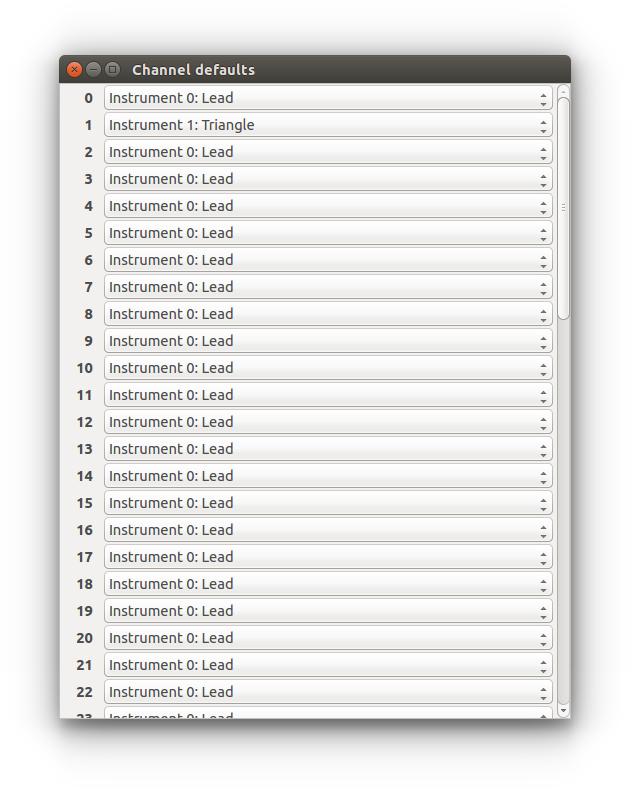 Channel defaults
0 Instrument 0: Lead
1 Instrument 1: Triangle
2 Instrument 0: Lead
3 Instrument 0: Lead
4 Instrument 0: Lead
5 Instrument 0: Lead
6 Instrument 0: Lead
7 Instrument 0: Lead
8 Instrument 0: Lead
9 Instrument 0: Lead
10 Instrument 0: Lead
11 Instrument 0: Lead
12 Instrument 0: Lead
13 Instrument 0: Lead
14 Instrument 0: Lead
15 Instrument 0: Lead
16 Instrument 0: Lead
17 Instrument 0: Lead
18 Instrument 0: Lead
19 Instrument 0: Lead
20 Instrument 0: Lead
21 Instrument 0: Lead
22 Instrument 0: Lead
23 Instrument 0: Lead